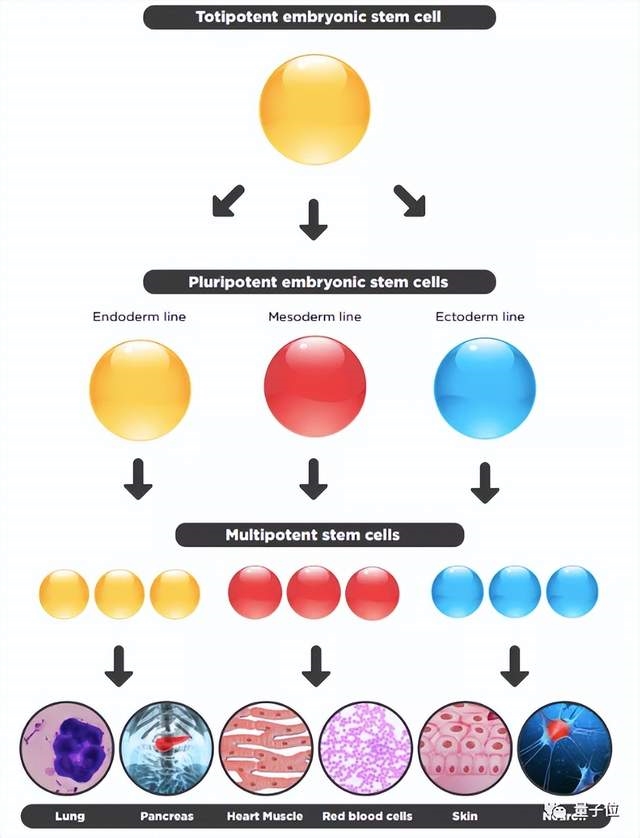 Totipotent embryonic stem cell
Pluripotent embryonic stem cells
Endoderm line Mesoderm line Ectoderm line
Multipotent stem cells
Lung Pancreas Heart Muscle Red blood cells Skin
量子位